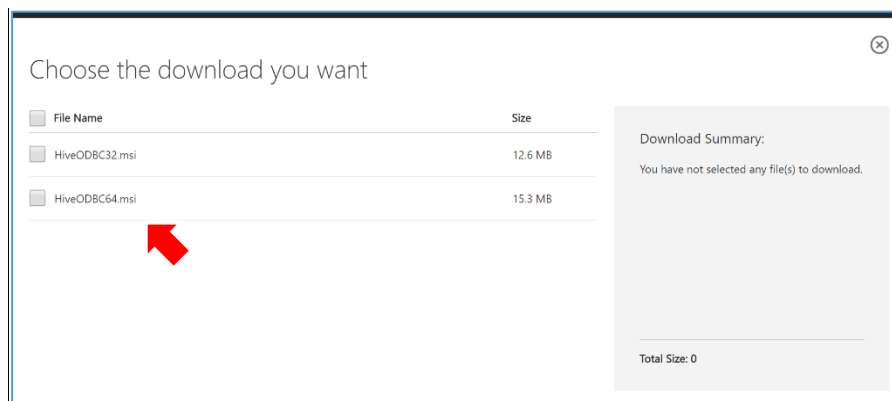 Choose the download you want
File Name Size
HiveODBC32.msi 12.6 MB
HiveODBC64.msi 15.3 MB
Download Summary:
You have not selected any file(s) to download.
Total Size: 0